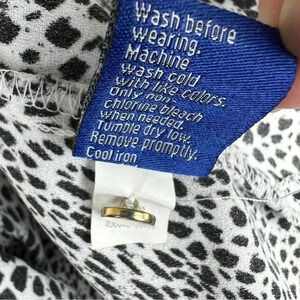 Wash before
wearing.
Machine
wash cold
with like colors.
Only non-
chlorine bleach
when needed.
Tumble dry low.
Remove promptly.
Cool iron